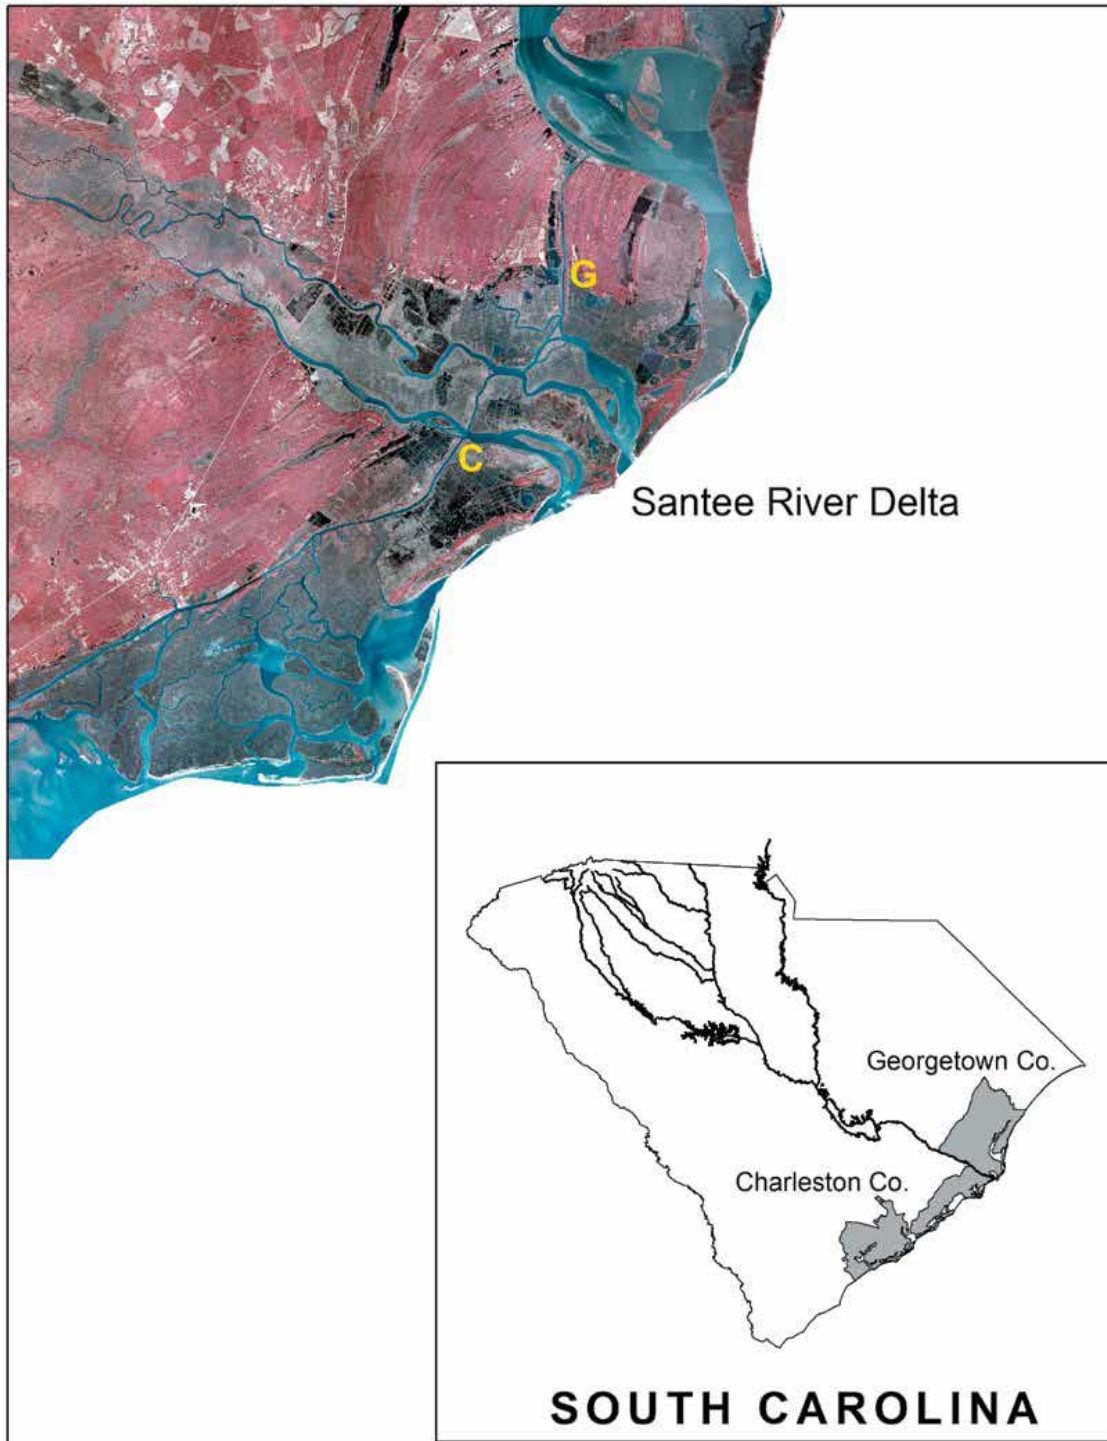 G
C
Santee River Delta
Georgetown Co.
Charleston Co.
SOUTH CAROLINA